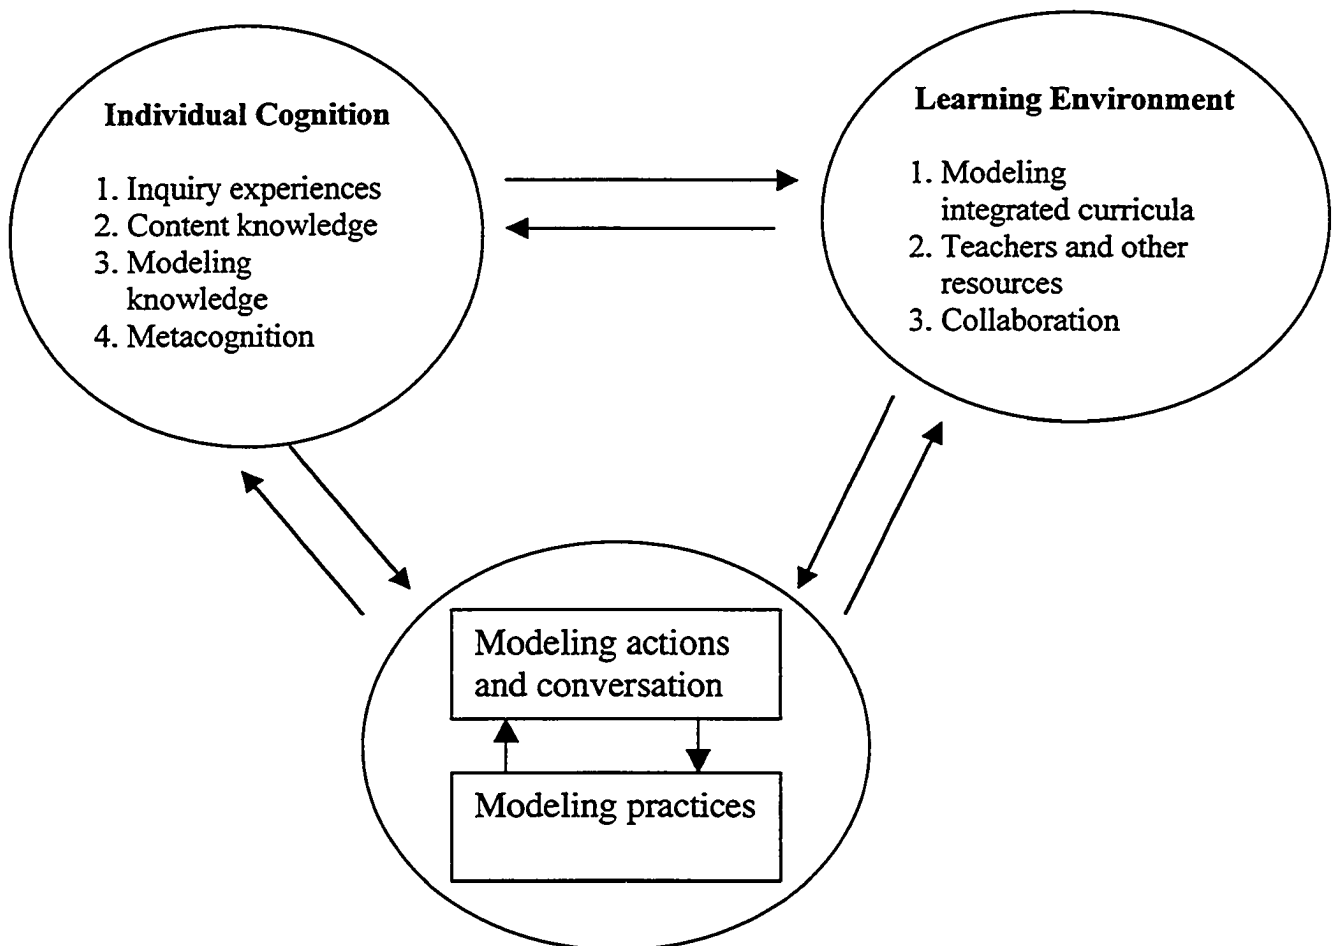 Individual Cognition
1. Inquiry experiences
2. Content knowledge
3. Modeling
knowledge
4. Metacognition
Learning Environment
1. Modeling
integrated curricula
2. Teachers and other
resources
3. Collaboration
Modeling actions
and conversation
Modeling practices